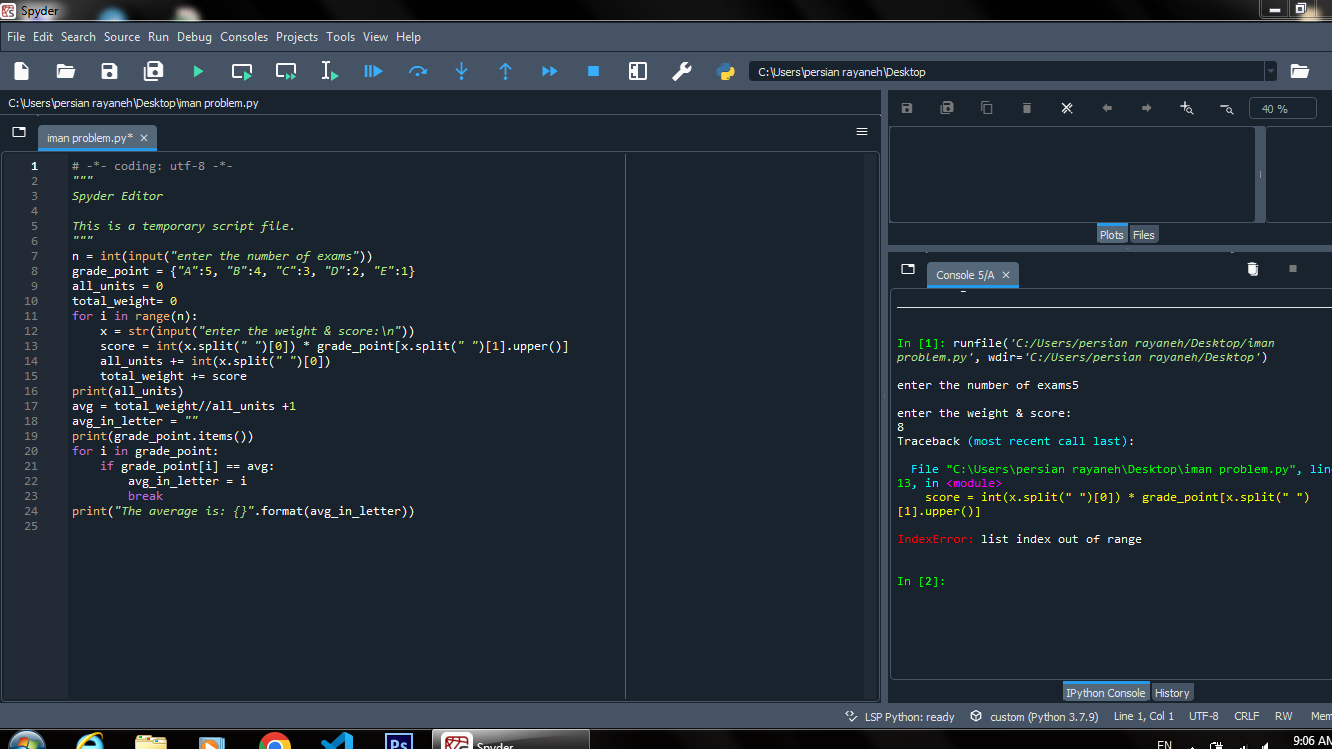 Spyder
File Edit Search Source Run Debug Consoles Projects Tools View Help
C:\Users\persian rayaneh\Desktop
C:\Users\persian rayaneh\Desktop\iman problem.py
40 %
iman problem.py*
1 # -*- coding: utf-8 -*-
2 """
3 Spyder Editor
4
5 This is a temporary script file.
6 """
7 n = int(input("enter the number of exams"))
8 grade_point = {"A":5, "B":4, "C":3, "D":2, "E":1}
9 all_units = 0
10 total_weight= 0
11 for i in range(n):
12     x = str(input("enter the weight & score:\n"))
13     score = int(x.split(" ")[0]) * grade_point[x.split(" ")[1].upper()]
14     all_units += int(x.split(" ")[0])
15     total_weight += score
16 print(all_units)
17 avg = total_weight//all_units +1
18 avg_in_letter = ""
19 print(grade_point.items())
20 for i in grade_point:
21     if grade_point[i] == avg:
22         avg_in_letter = i
23         break
24 print("The average is: {}".format(avg_in_letter))
25
Plots Files
Console 5/A
In [1]: runfile('C:/Users/persian rayaneh/Desktop/iman
problem.py', wdir='C:/Users/persian rayaneh/Desktop')
enter the number of exams5
enter the weight & score:
8
Traceback (most recent call last):
File "C:\Users\persian rayaneh\Desktop\iman problem.py", lin
13, in <module>
score = int(x.split(" ")[0]) * grade_point[x.split(" ")
[1].upper()]
IndexError: list index out of range
In [2]:
IPython Console History
LSP Python: ready custom (Python 3.7.9) Line 1, Col 1 UTF-8 CRLF RW Mem
Ps Spyder EN 9:06 AM